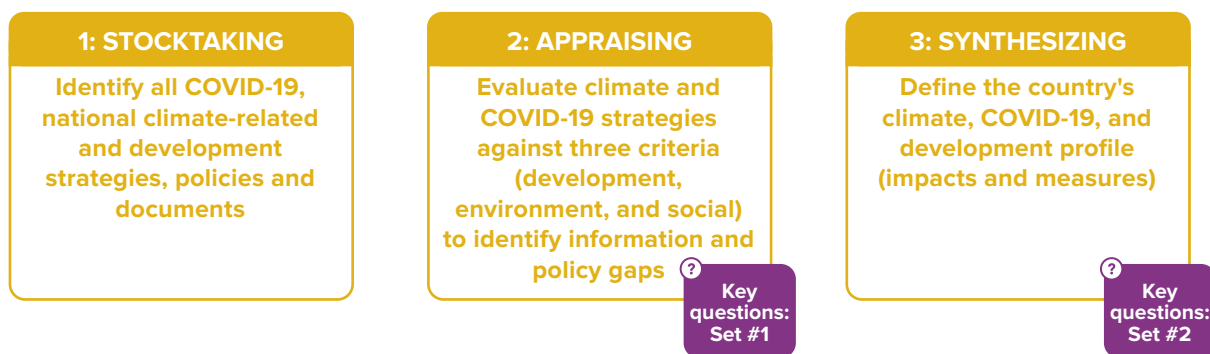 1: STOCKTAKING
Identify all COVID-19,
national climate-related
and development
strategies, policies and
documents
2: APPRAISING
Evaluate climate and
COVID-19 strategies
against three criteria
(development,
environment, and social)
to identify information and
policy gaps
?
Key
questions:
Set #1
3: SYNTHESIZING
Define the country's
climate, COVID-19, and
development profile
(impacts and measures)
?
Key
questions:
Set #2